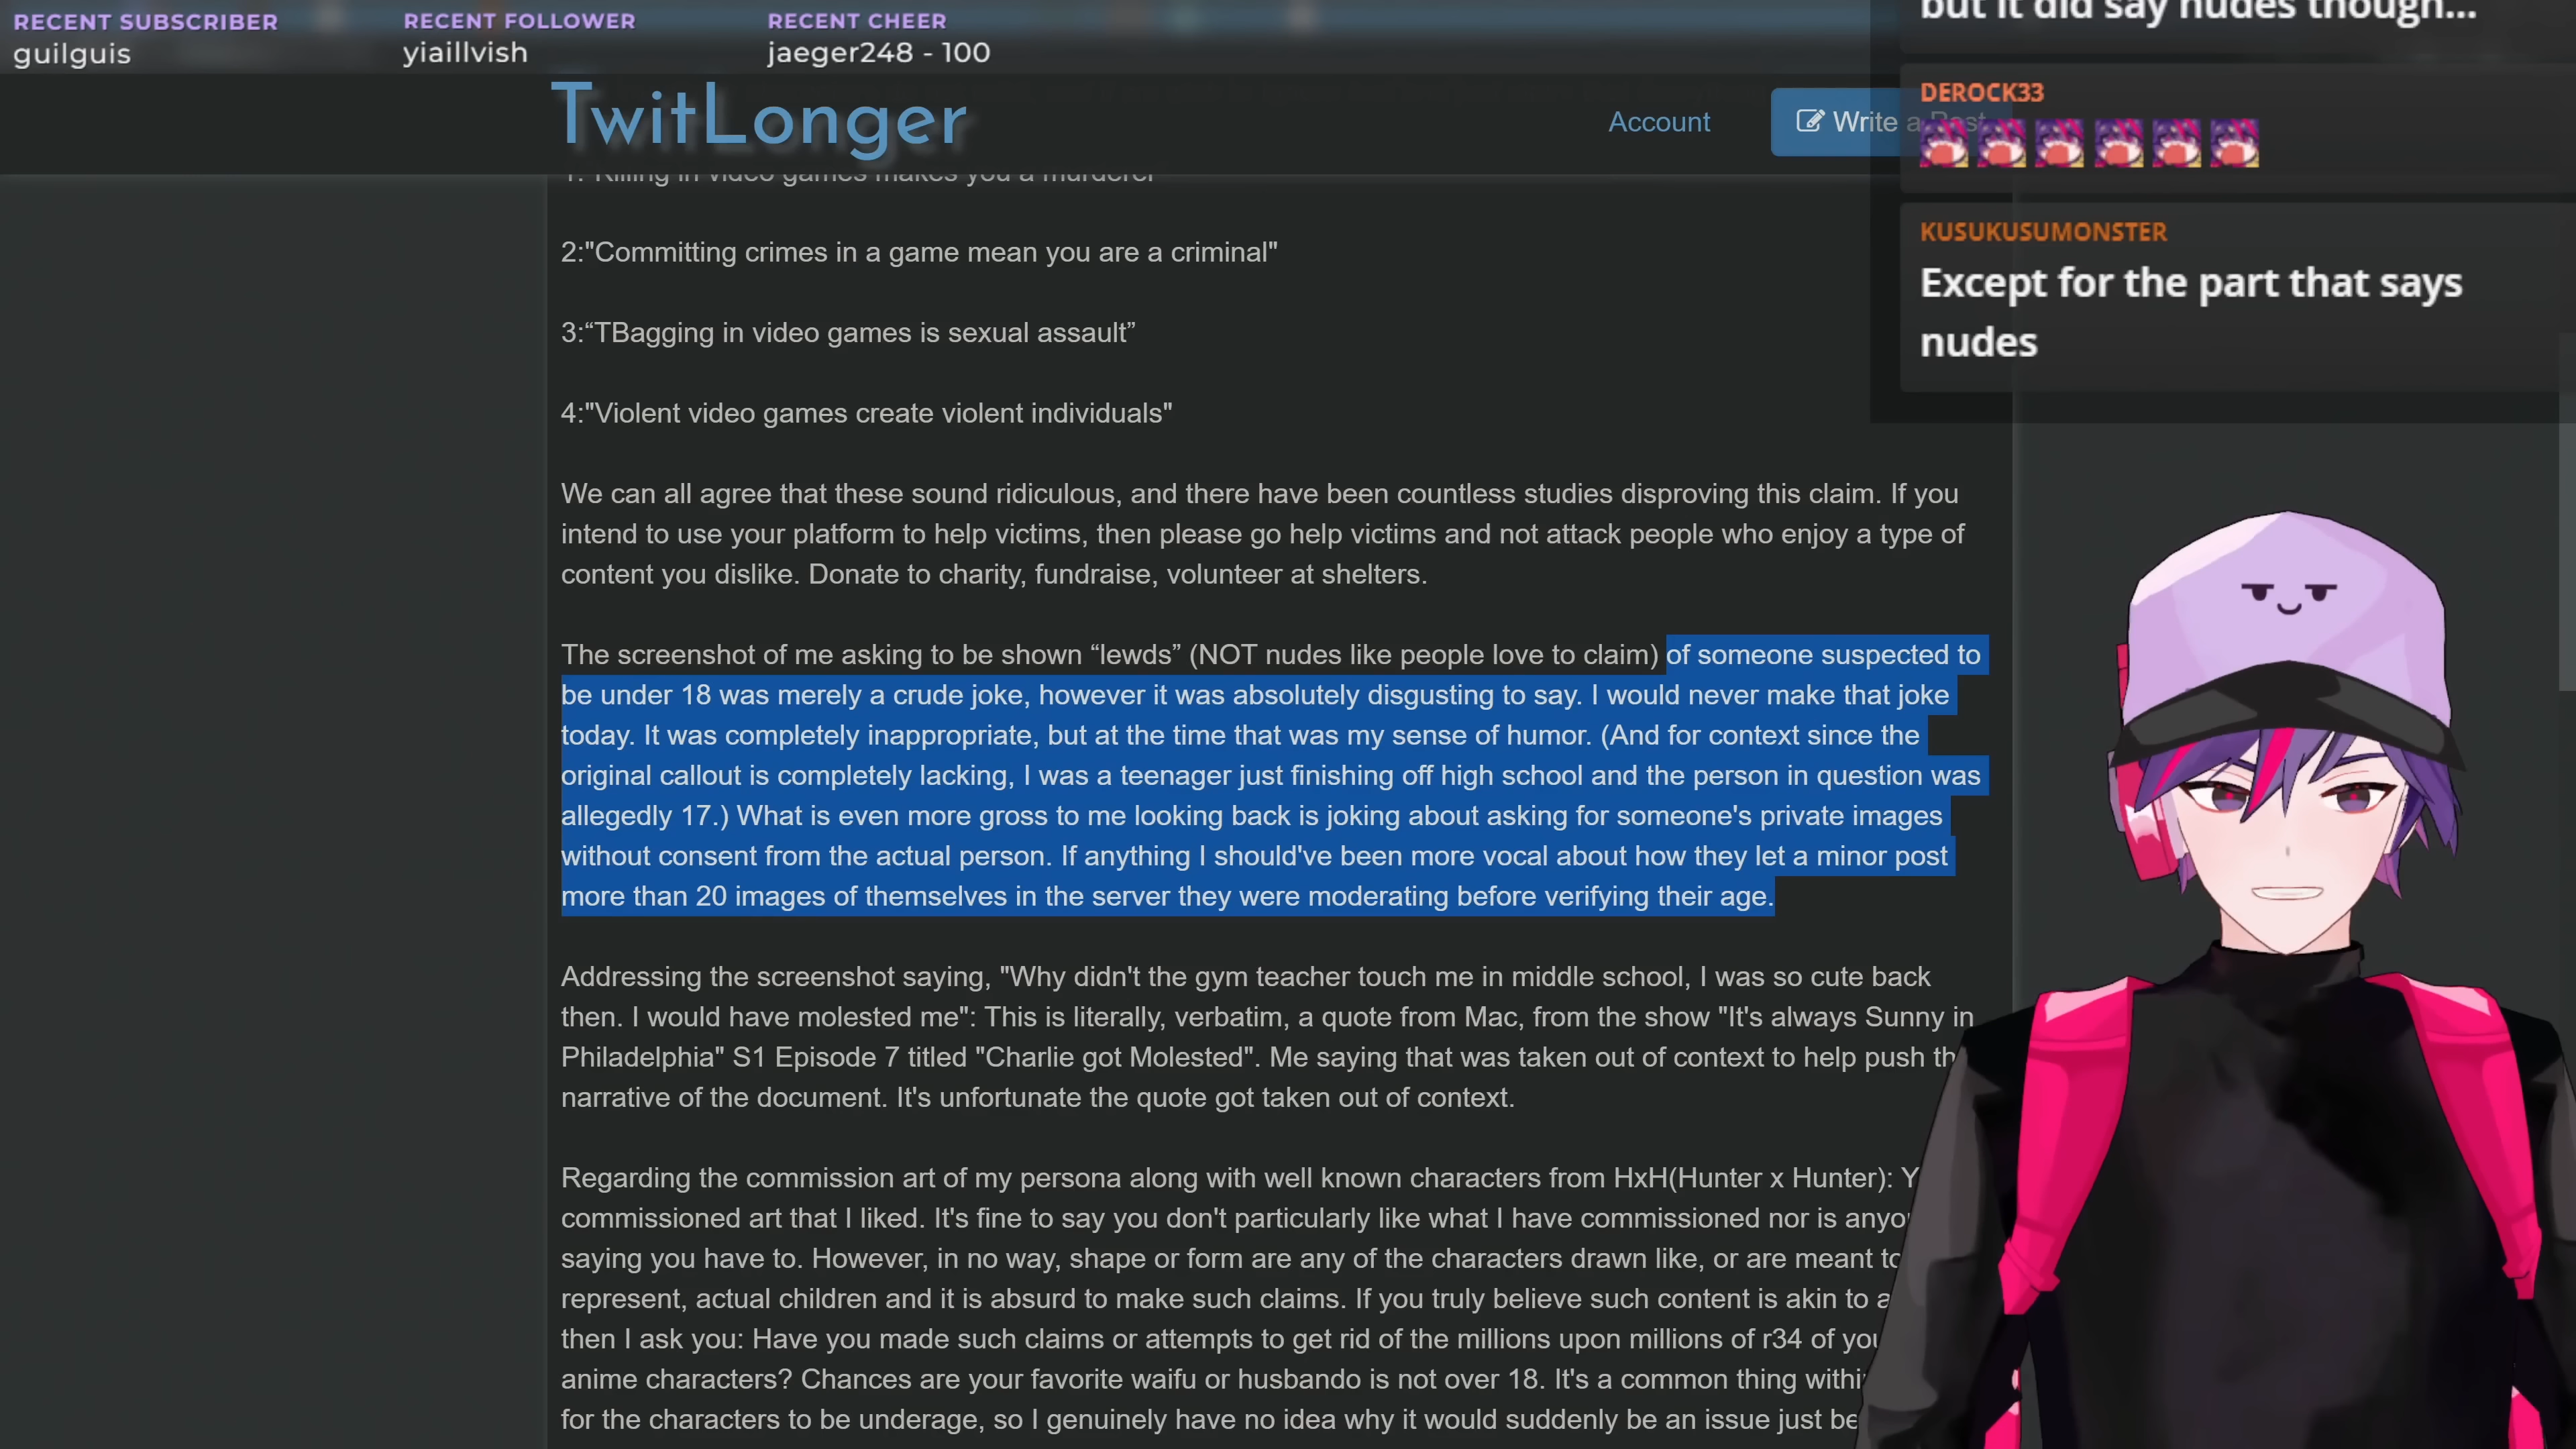 RECENT SUBSCRIBER
guilguis
RECENT FOLLOWER
yiaillvish
RECENT CHEER
jaeger248 - 100
TwitLonger
Account
Write a Post
but it did say nudes though...
DEROCK33
KUSUKUSUMONSTER
Except for the part that says
nudes
1:"Killing in video games makes you a murderer"
2:"Committing crimes in a game mean you are a criminal"
3:“TBagging in video games is sexual assault”
4:"Violent video games create violent individuals"
We can all agree that these sound ridiculous, and there have been countless studies disproving this claim. If you
intend to use your platform to help victims, then please go help victims and not attack people who enjoy a type of
content you dislike. Donate to charity, fundraise, volunteer at shelters.
The screenshot of me asking to be shown “lewds” (NOT nudes like people love to claim) of someone suspected to
be under 18 was merely a crude joke, however it was absolutely disgusting to say. I would never make that joke
today. It was completely inappropriate, but at the time that was my sense of humor. (And for context since the
original callout is completely lacking, I was a teenager just finishing off high school and the person in question was
allegedly 17.) What is even more gross to me looking back is joking about asking for someone's private images
without consent from the actual person. If anything I should've been more vocal about how they let a minor post
more than 20 images of themselves in the server they were moderating before verifying their age.
Addressing the screenshot saying, "Why didn't the gym teacher touch me in middle school, I was so cute back
then. I would have molested me": This is literally, verbatim, a quote from Mac, from the show "It's always Sunny in
Philadelphia" S1 Episode 7 titled "Charlie got Molested". Me saying that was taken out of context to help push th
narrative of the document. It's unfortunate the quote got taken out of context.
Regarding the commission art of my persona along with well known characters from HxH(Hunter x Hunter): Y
commissioned art that I liked. It's fine to say you don't particularly like what I have commissioned nor is anyo
saying you have to. However, in no way, shape or form are any of the characters drawn like, or are meant to
represent, actual children and it is absurd to make such claims. If you truly believe such content is akin to a
then I ask you: Have you made such claims or attempts to get rid of the millions upon millions of r34 of you
anime characters? Chances are your favorite waifu or husbando is not over 18. It's a common thing withi
for the characters to be underage, so I genuinely have no idea why it would suddenly be an issue just be